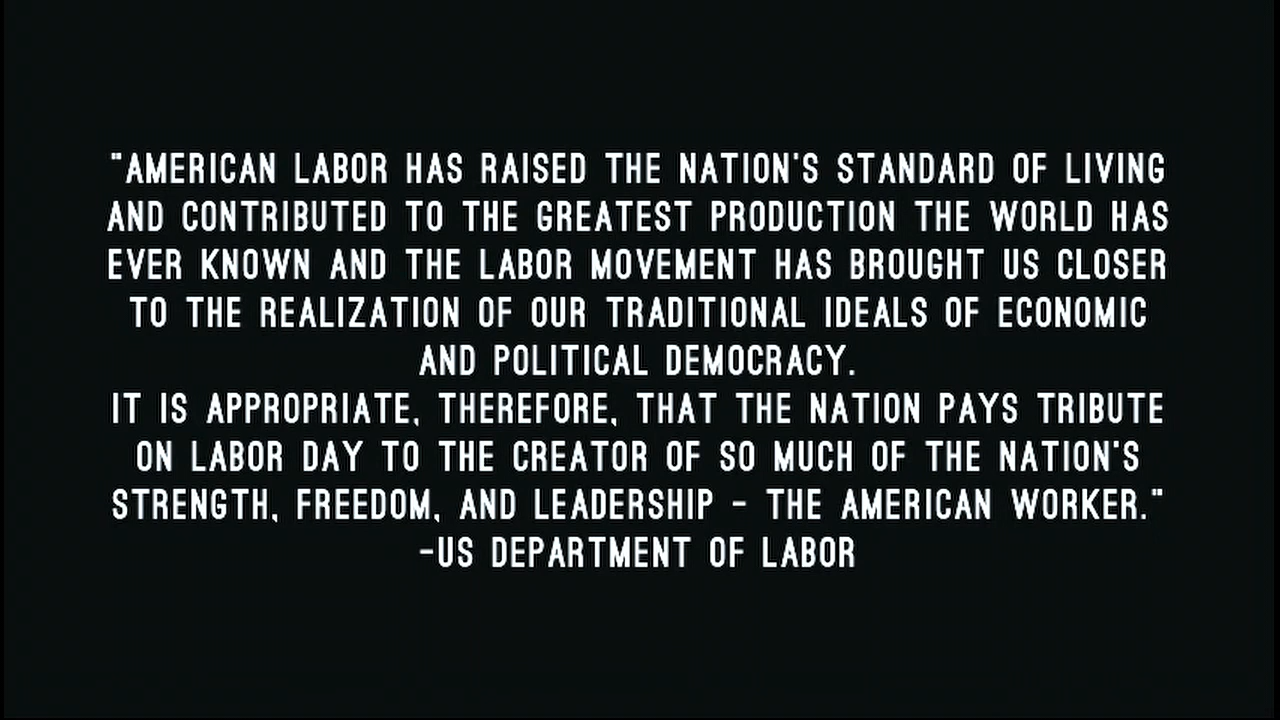 "AMERICAN LABOR HAS RAISED THE NATION'S STANDARD OF LIVING
AND CONTRIBUTED TO THE GREATEST PRODUCTION THE WORLD HAS
EVER KNOWN AND THE LABOR MOVEMENT HAS BROUGHT US CLOSER
TO THE REALIZATION OF OUR TRADITIONAL IDEALS OF ECONOMIC
AND POLITICAL DEMOCRACY.
IT IS APPROPRIATE, THEREFORE, THAT THE NATION PAYS TRIBUTE
ON LABOR DAY TO THE CREATOR OF SO MUCH OF THE NATION'S
STRENGTH, FREEDOM, AND LEADERSHIP - THE AMERICAN WORKER."
-US DEPARTMENT OF LABOR